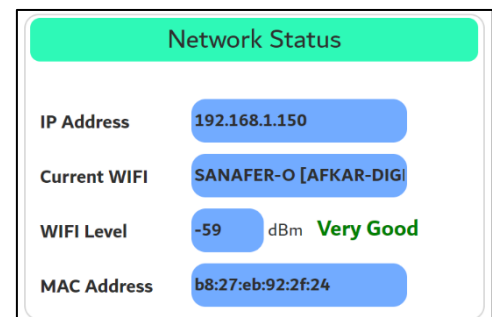 Network Status
IP Address 192.168.1.150
Current WIFI SANAFER-O [AFKAR-DIGI
WIFI Level -59 dBm Very Good
MAC Address b8:27:eb:92:2f:24